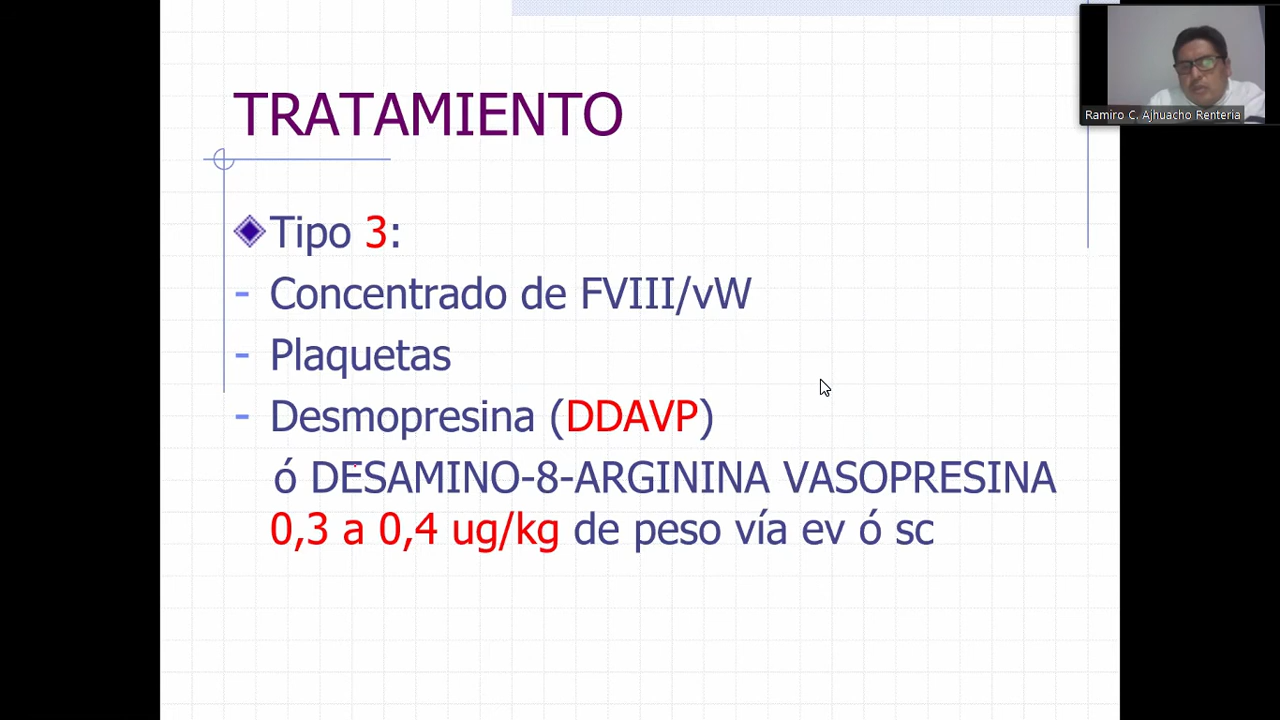 TRATAMIENTO
Tipo 3:
- Concentrado de FVIII/vW
- Plaquetas
- Desmopresina (DDAVP)
ó DESAMINO-8-ARGININA VASOPRESINA
0,3 a 0,4 ug/kg de peso vía ev ó sc
Ramiro C. Ajhuacho Renteria